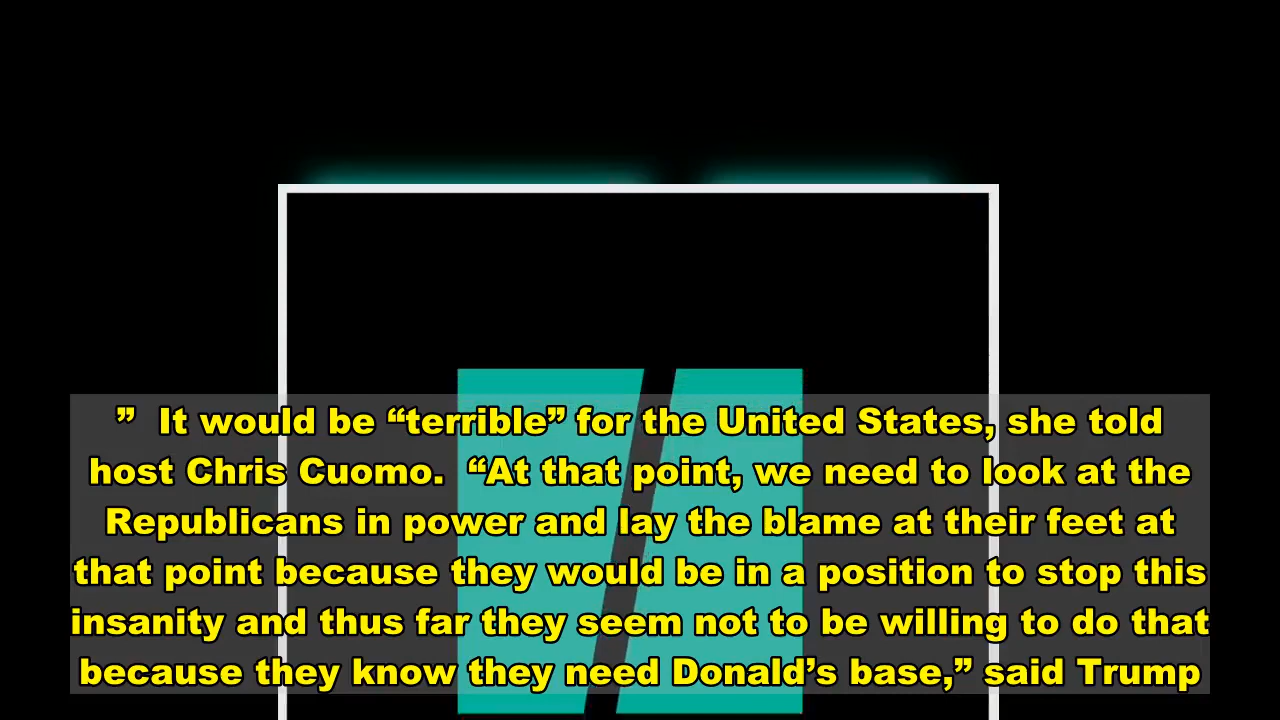 ”  It would be “terrible” for the United States, she told
host Chris Cuomo.  “At that point, we need to look at the
Republicans in power and lay the blame at their feet at
that point because they would be in a position to stop this
insanity and thus far they seem not to be willing to do that
because they know they need Donald’s base,” said Trump